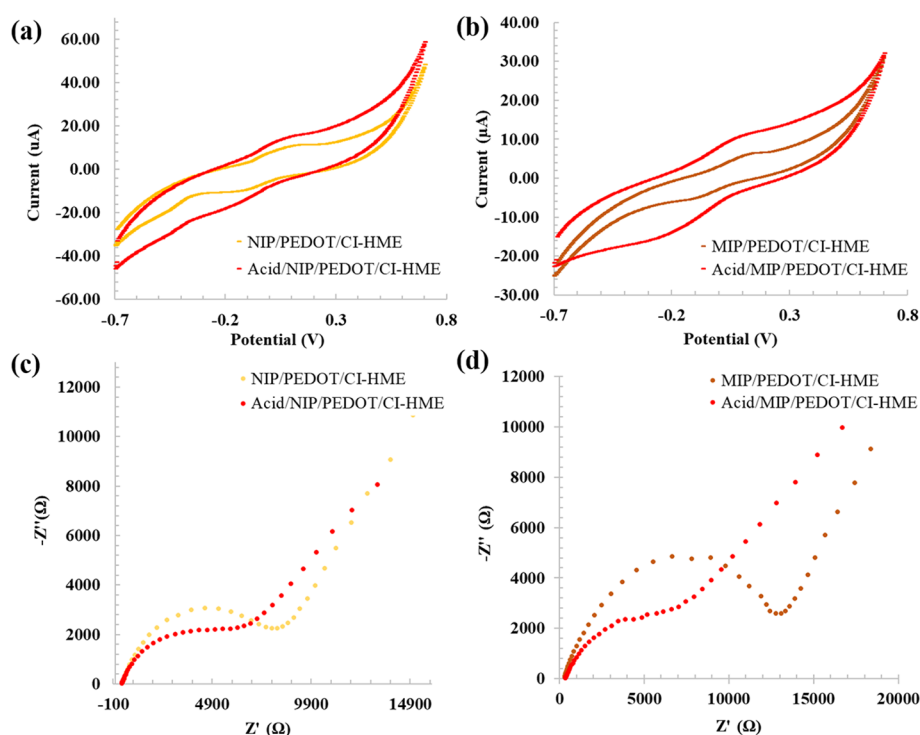 (a)
60.00
40.00
20.00
0.00
-20.00
-40.00
-60.00
Current (uA)
NIP/PEDOT/CI-HME
Acid/NIP/PEDOT/CI-HME
-0.7 -0.2 0.3 0.8
Potential (V)
(b)
40.00
30.00
20.00
10.00
0.00
-10.00
-20.00
-30.00
Current (µA)
MIP/PEDOT/CI-HME
Acid/MIP/PEDOT/CI-HME
-0.7 -0.2 0.3 0.8
Potential (V)
(c)
12000
10000
8000
6000
4000
2000
0
-Z''(Ω)
NIP/PEDOT/CI-HME
Acid/NIP/PEDOT/CI-HME
-100 4900 9900 14900
Z' (Ω)
(d)
12000
10000
8000
6000
4000
2000
0
-Z'' (Ω)
MIP/PEDOT/CI-HME
Acid/MIP/PEDOT/CI-HME
0 5000 10000 15000 20000
Z' (Ω)